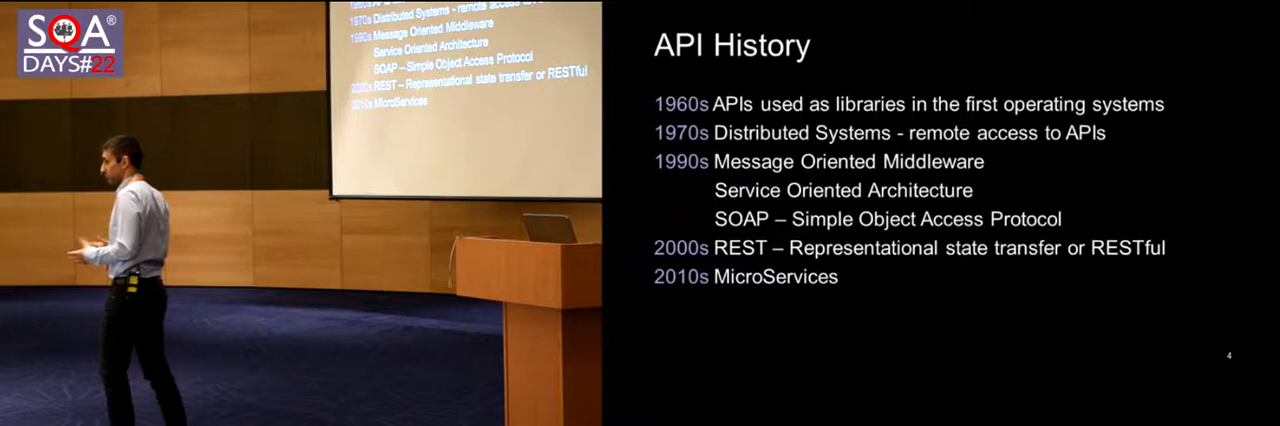 SQA®
DAYS#22
1970s Distributed Systems - remote access to
1990s Message Oriented Middleware
Service Oriented Architecture
SOAP – Simple Object Access Protocol
2000s REST – Representational state transfer or RESTful
2010s MicroServices
API History
1960s APIs used as libraries in the first operating systems
1970s Distributed Systems - remote access to APIs
1990s Message Oriented Middleware
Service Oriented Architecture
SOAP – Simple Object Access Protocol
2000s REST – Representational state transfer or RESTful
2010s MicroServices
4